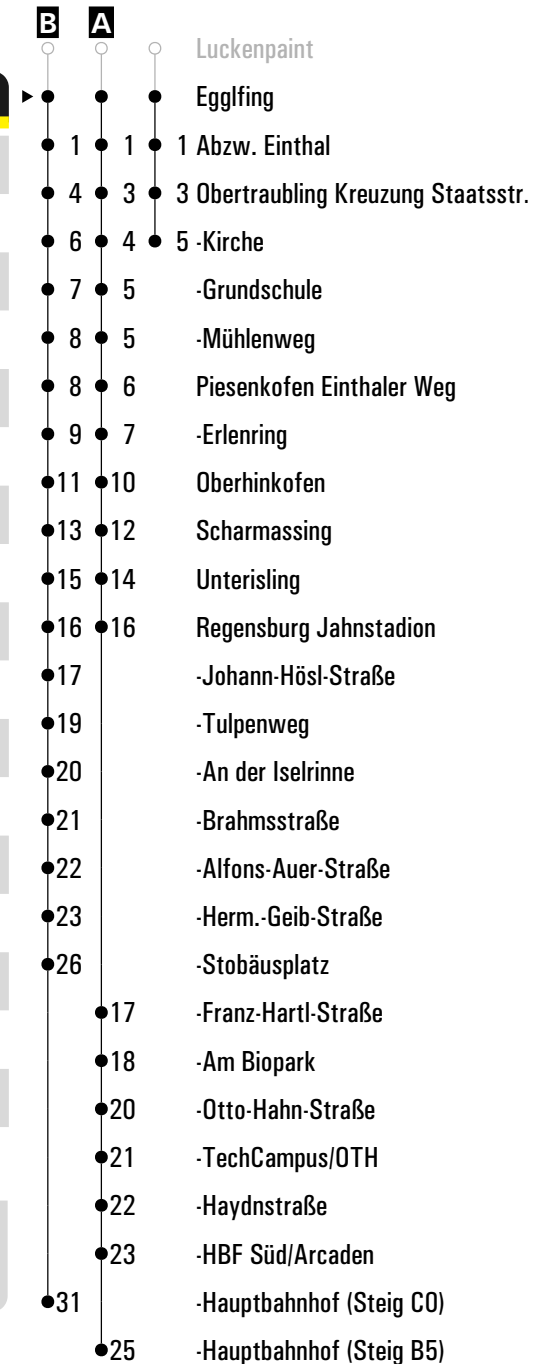 B A
Luckenpaint
Egglfing
1 1 1 Abzw. Einthal
4 3 3 Obertraubling Kreuzung Staatsstr.
6 4 5 -Kirche
7 5 -Grundschule
8 5 -Mühlenweg
8 6 Piesenkofen Einthaler Weg
9 7 -Erlenring
11 10 Oberhinkofen
13 12 Scharmassing
15 14 Unterisling
16 16 Regensburg Jahnstadion
17 -Johann-Hösl-Straße
19 -Tulpenweg
20 -An der Iselrinne
21 -Brahmsstraße
22 -Alfons-Auer-Straße
23 -Herm.-Geib-Straße
26 -Stobäusplatz
17 -Franz-Hartl-Straße
18 -Am Biopark
20 -Otto-Hahn-Straße
21 -TechCampus/OTH
22 -Haydnstraße
23 -HBF Süd/Arcaden
31 -Hauptbahnhof (Steig C0)
25 -Hauptbahnhof (Steig B5)